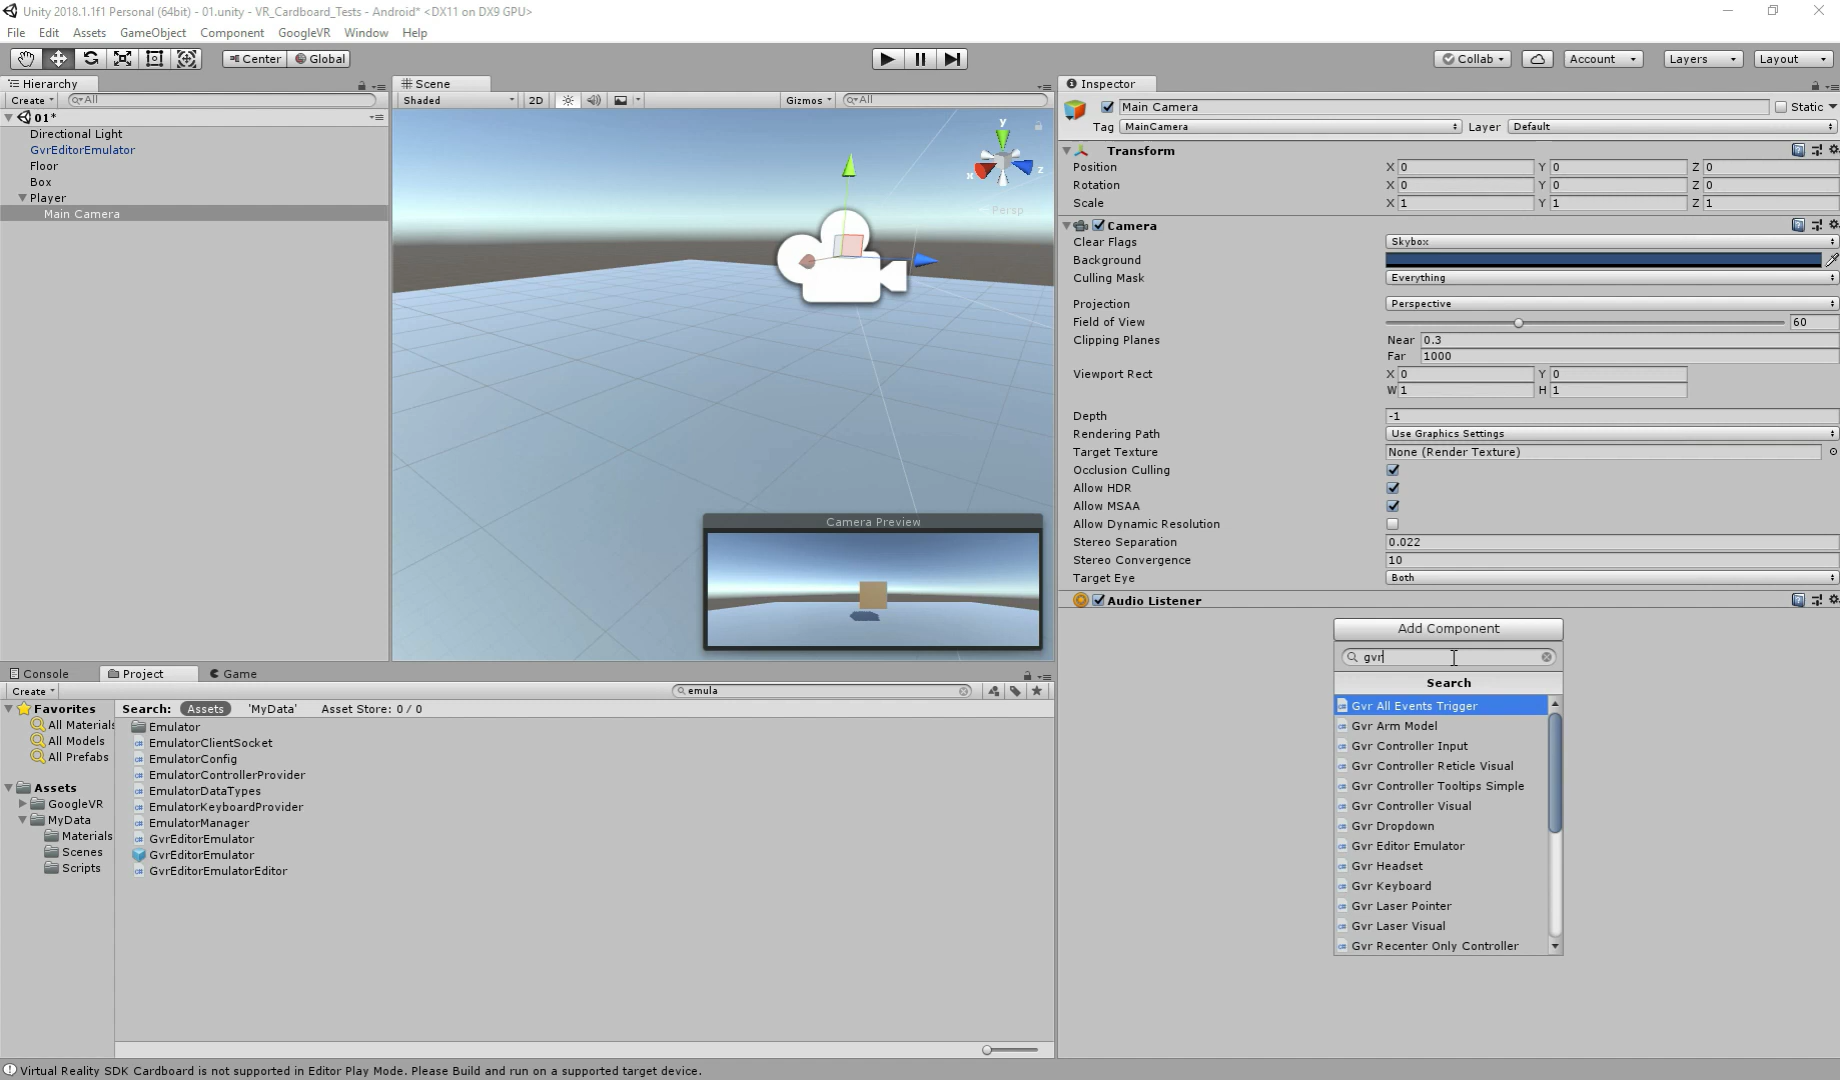 Unity 2018.1.1f1 Personal (64bit) - 01.unity - VR_Cardboard_Tests - Android* <DX11 on DX9 GPU>
File Edit Assets GameObject Component GoogleVR Window Help
Center Global Collab Account Layers Layout
Hierarchy
Create All
01*
Directional Light
GvrEditorEmulator
Floor
Box
Player
Main Camera
Scene
Shaded 2D Gizmos All
y
x z
Persp
Camera Preview
Inspector
Main Camera Static
Tag MainCamera Layer Default
Transform
Position X 0 Y 0 Z 0
Rotation X 0 Y 0 Z 0
Scale X 1 Y 1 Z 1
Camera
Clear Flags Skybox
Background
Culling Mask Everything
Projection Perspective
Field of View 60
Clipping Planes Near 0.3
Far 1000
Viewport Rect X 0 Y 0
W 1 H 1
Depth -1
Rendering Path Use Graphics Settings
Target Texture None (Render Texture)
Occlusion Culling
Allow HDR
Allow MSAA
Allow Dynamic Resolution
Stereo Separation 0.022
Stereo Convergence 10
Target Eye Both
Audio Listener
Add Component
gvr
Search
Gvr All Events Trigger
Gvr Arm Model
Gvr Controller Input
Gvr Controller Reticle Visual
Gvr Controller Tooltips Simple
Gvr Controller Visual
Gvr Dropdown
Gvr Editor Emulator
Gvr Headset
Gvr Keyboard
Gvr Laser Pointer
Gvr Laser Visual
Gvr Recenter Only Controller
Console Project Game
Create emula
Favorites
All Materials
All Models
All Prefabs
Assets
GoogleVR
MyData
Materials
Scenes
Scripts
Search: Assets 'MyData' Asset Store: 0 / 0
Emulator
EmulatorClientSocket
EmulatorConfig
EmulatorControllerProvider
EmulatorDataTypes
EmulatorKeyboardProvider
EmulatorManager
GvrEditorEmulator
GvrEditorEmulator
GvrEditorEmulatorEditor
Virtual Reality SDK Cardboard is not supported in Editor Play Mode. Please Build and run on a supported target device.